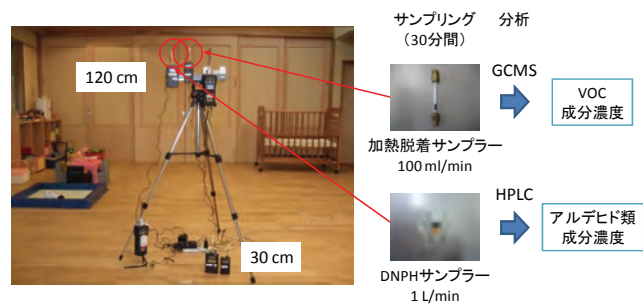 サンプリング
（30分間）
分析
120 cm
GCMS
VOC
成分濃度
加熱脱着サンプラー
100 ml/min
HPLC
アルデヒド類
成分濃度
30 cm
DNPHサンプラー
1 L/min